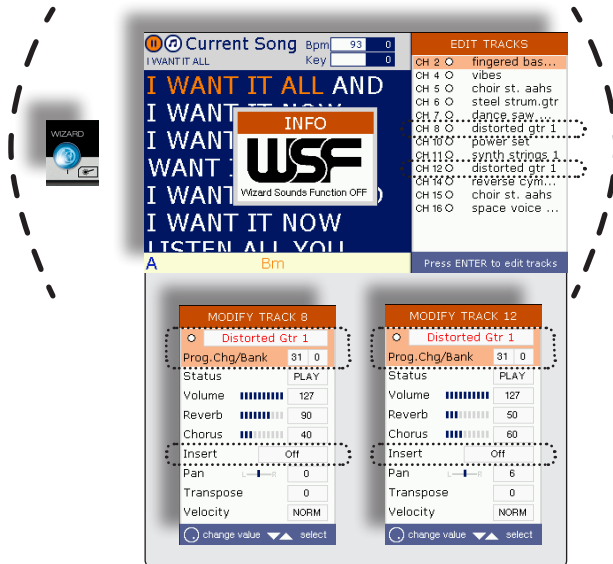 WIZARD
Current Song Bpm 93 0
I WANT IT ALL Key 0
I WANT IT ALL AND
I WANT IT NOW
I WANT
WANT I
I WANT
I WANT IT NOW
LISTEN ALL YOU
A Bm
INFO
WSF
Wizard Sounds Function OFF
EDIT TRACKS
CH 2 fingered bas...
CH 4 vibes
CH 5 choir st. aahs
CH 6 steel strum.gtr
CH 7 dance saw ...
CH 8 distorted gtr 1
CH 10 power set
CH 11 synth strings 1
CH 12 distorted gtr 1
CH 14 reverse cym...
CH 15 choir st. aahs
CH 16 space voice ...
Press ENTER to edit tracks
MODIFY TRACK 8
Distorted Gtr 1
Prog.Chg/Bank 31 0
Status PLAY
Volume 127
Reverb 90
Chorus 40
Insert Off
Pan L R 0
Transpose 0
Velocity NORM
change value select
MODIFY TRACK 12
Distorted Gtr 1
Prog.Chg/Bank 31 0
Status PLAY
Volume 127
Reverb 50
Chorus 60
Insert Off
Pan L R 6
Transpose 0
Velocity NORM
change value select